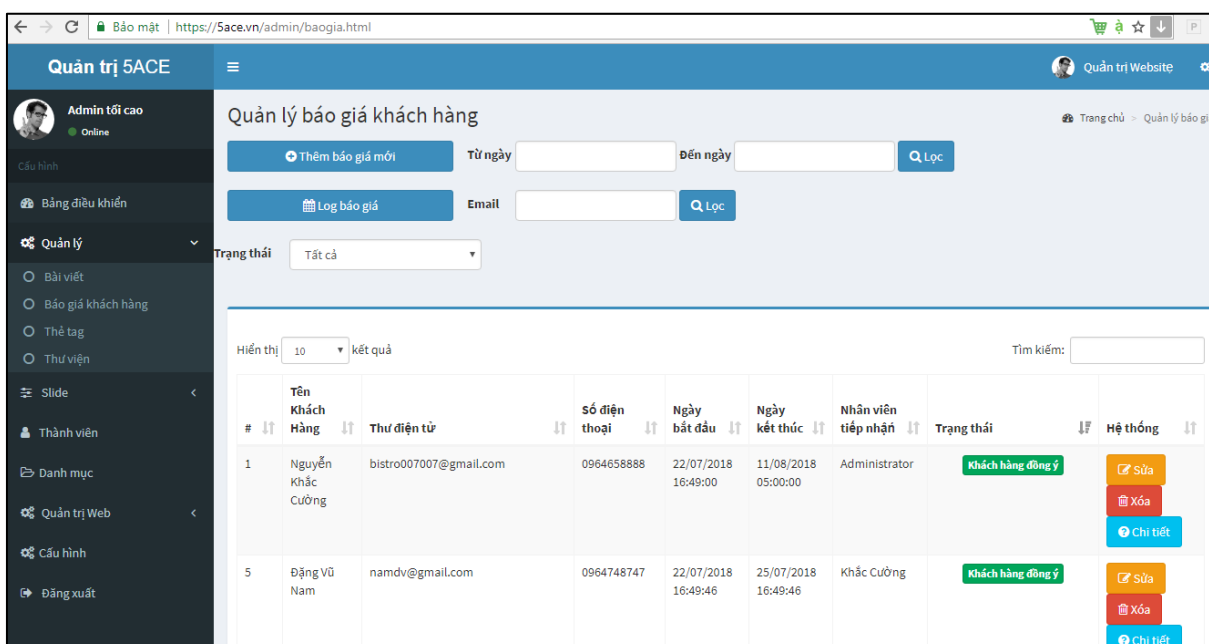 Bảo mật | https://5ace.vn/admin/baogia.html
Quản trị 5ACE
Quản trị Website
Admin tối cao
Online
Quản lý báo giá khách hàng
Trang chủ > Quản lý báo gi
Thêm báo giá mới
Từ ngày
Đến ngày
Lọc
Cấu hình
Bảng điều khiển
Log báo giá
Email
Lọc
Quản lý
Trạng thái
Tất cả
Bài viết
Báo giá khách hàng
Thẻ tag
Thư viện
Hiển thị 10 kết quả
Tìm kiếm:
Slide
Thành viên
Danh mục
Quản trị Web
Cấu hình
Đăng xuất
# Tên Khách Hàng Thư điện tử Số điện thoại Ngày bắt đầu Ngày kết thúc Nhân viên tiếp nhận Trạng thái Hệ thống
1 Nguyễn Khắc Cường bistro007007@gmail.com 0964658888 22/07/2018 16:49:00 11/08/2018 05:00:00 Administrator Khách hàng đồng ý
Sửa
Xóa
Chi tiết
5 Đặng Vũ Nam namdv@gmail.com 0964748747 22/07/2018 16:49:46 25/07/2018 16:49:46 Khắc Cường Khách hàng đồng ý
Sửa
Xóa
Chi tiết